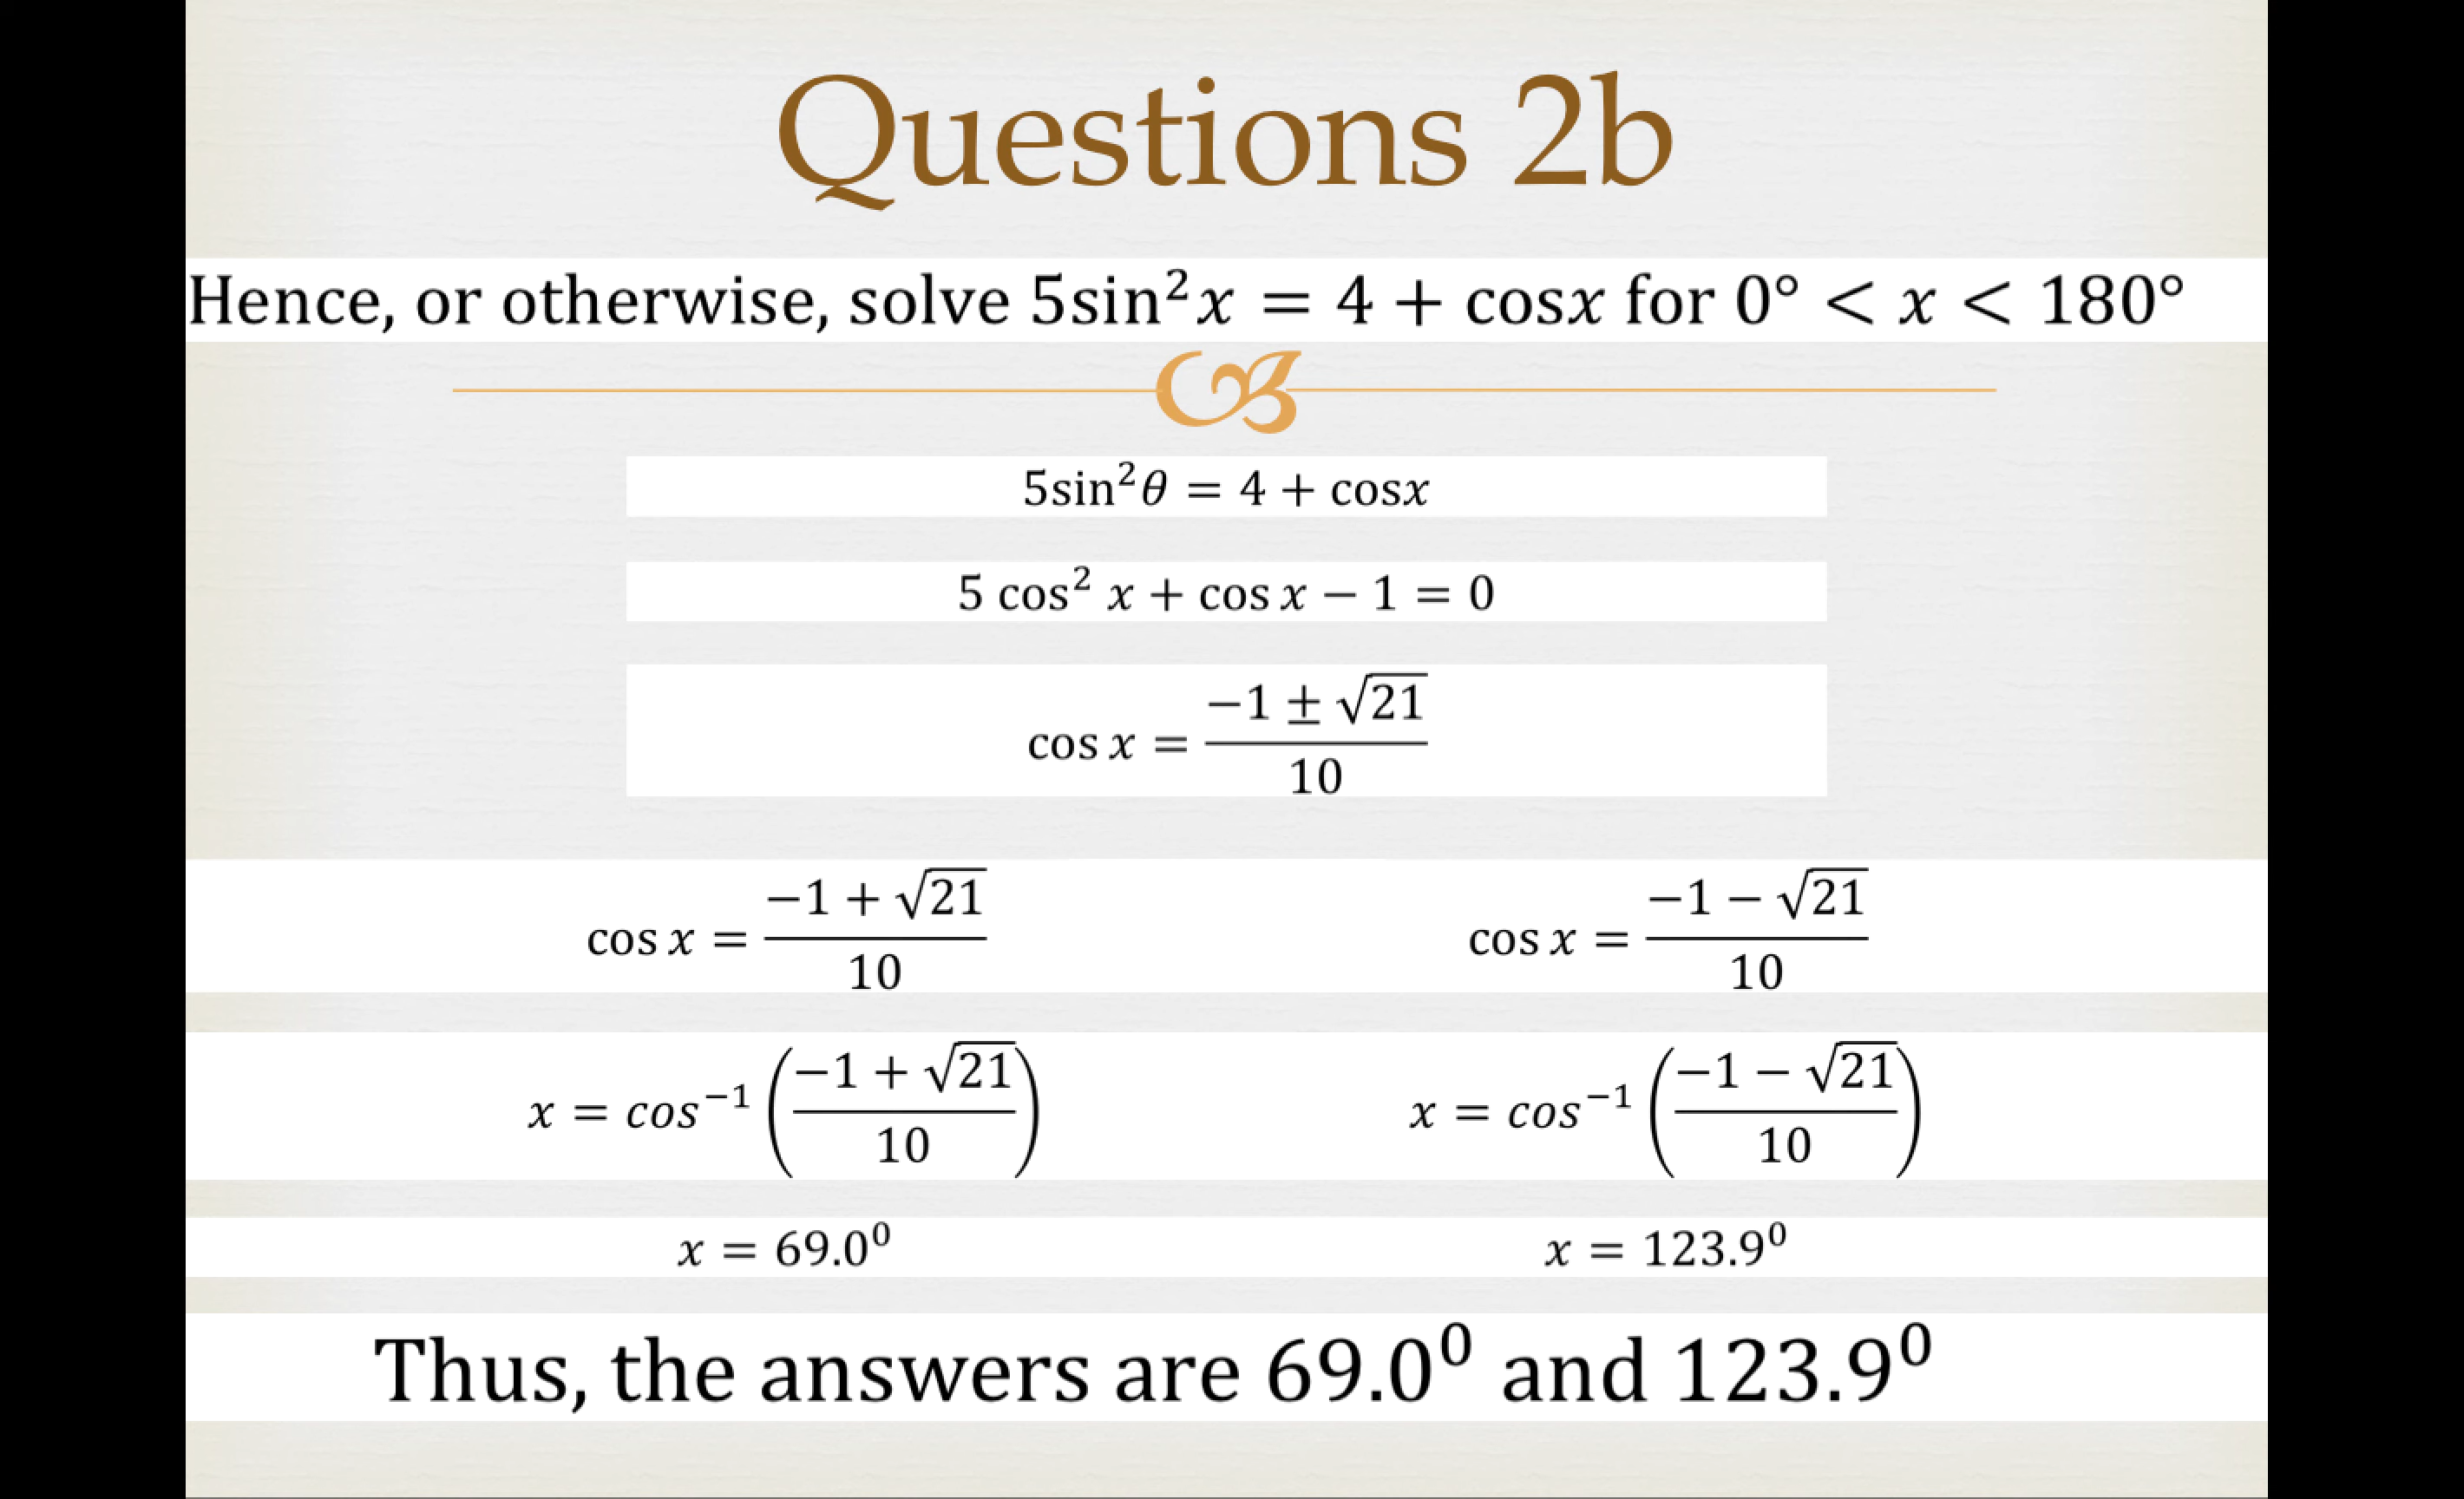 Questions 2b
Hence, or otherwise, solve 5sin²x = 4 + cosx for 0° < x < 180°
5sin²θ = 4 + cosx
5 cos² x + cos x − 1 = 0
cos x = (−1 ± √21)/10
cos x = (−1 + √21)/10 cos x = (−1 − √21)/10
x = cos⁻¹((−1 + √21)/10) x = cos⁻¹((−1 − √21)/10)
x = 69.0⁰ x = 123.9⁰
Thus, the answers are 69.0⁰ and 123.9⁰